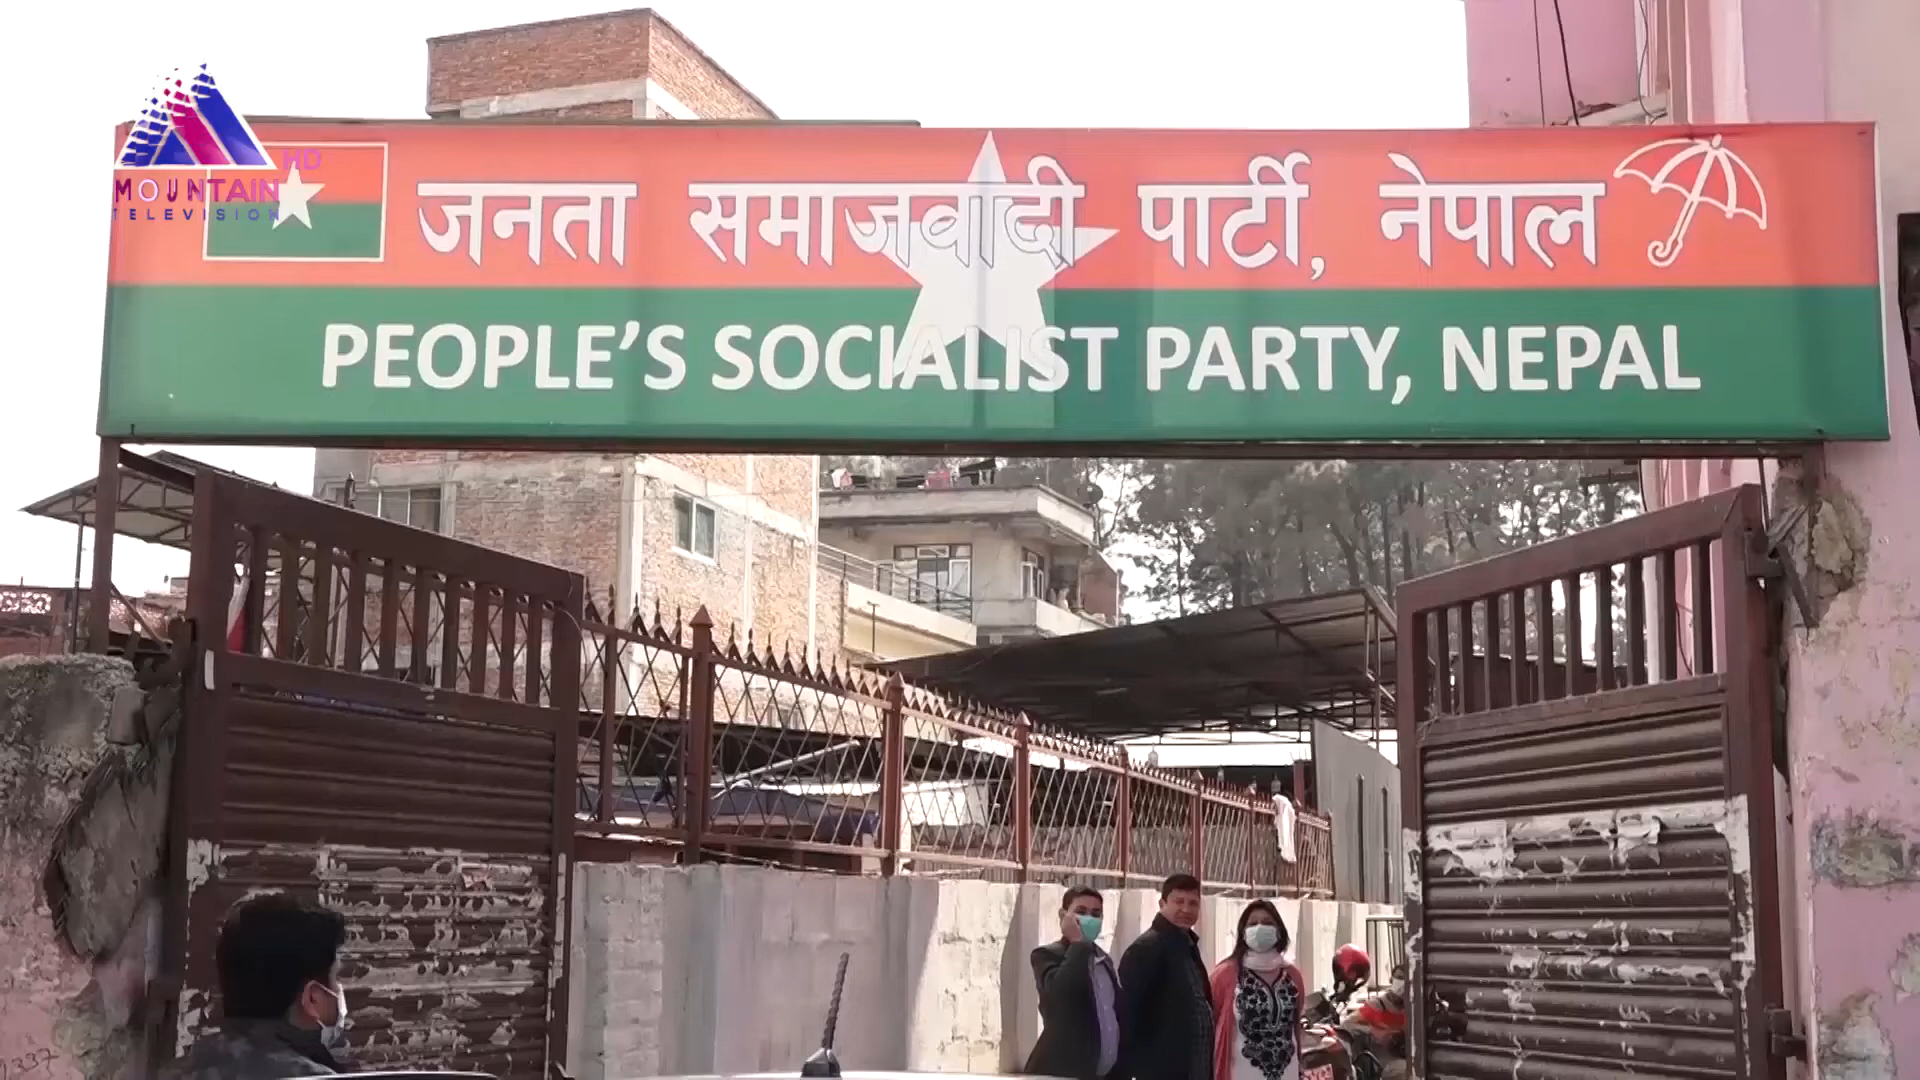 HD
MOUNTAIN
TELEVISION
जनता समाजवादी पार्टी, नेपाल
PEOPLE'S SOCIALIST PARTY, NEPAL